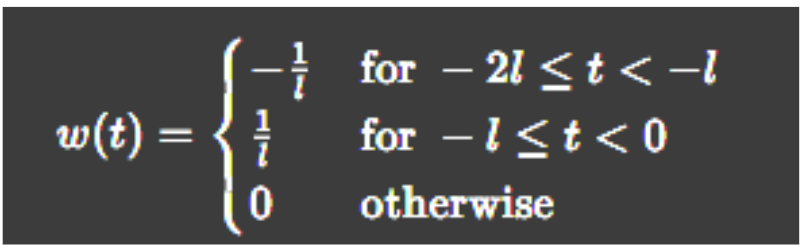 w(t) = { -1/l for − 2l ≤ t < −l
1/l for − l ≤ t < 0
0 otherwise